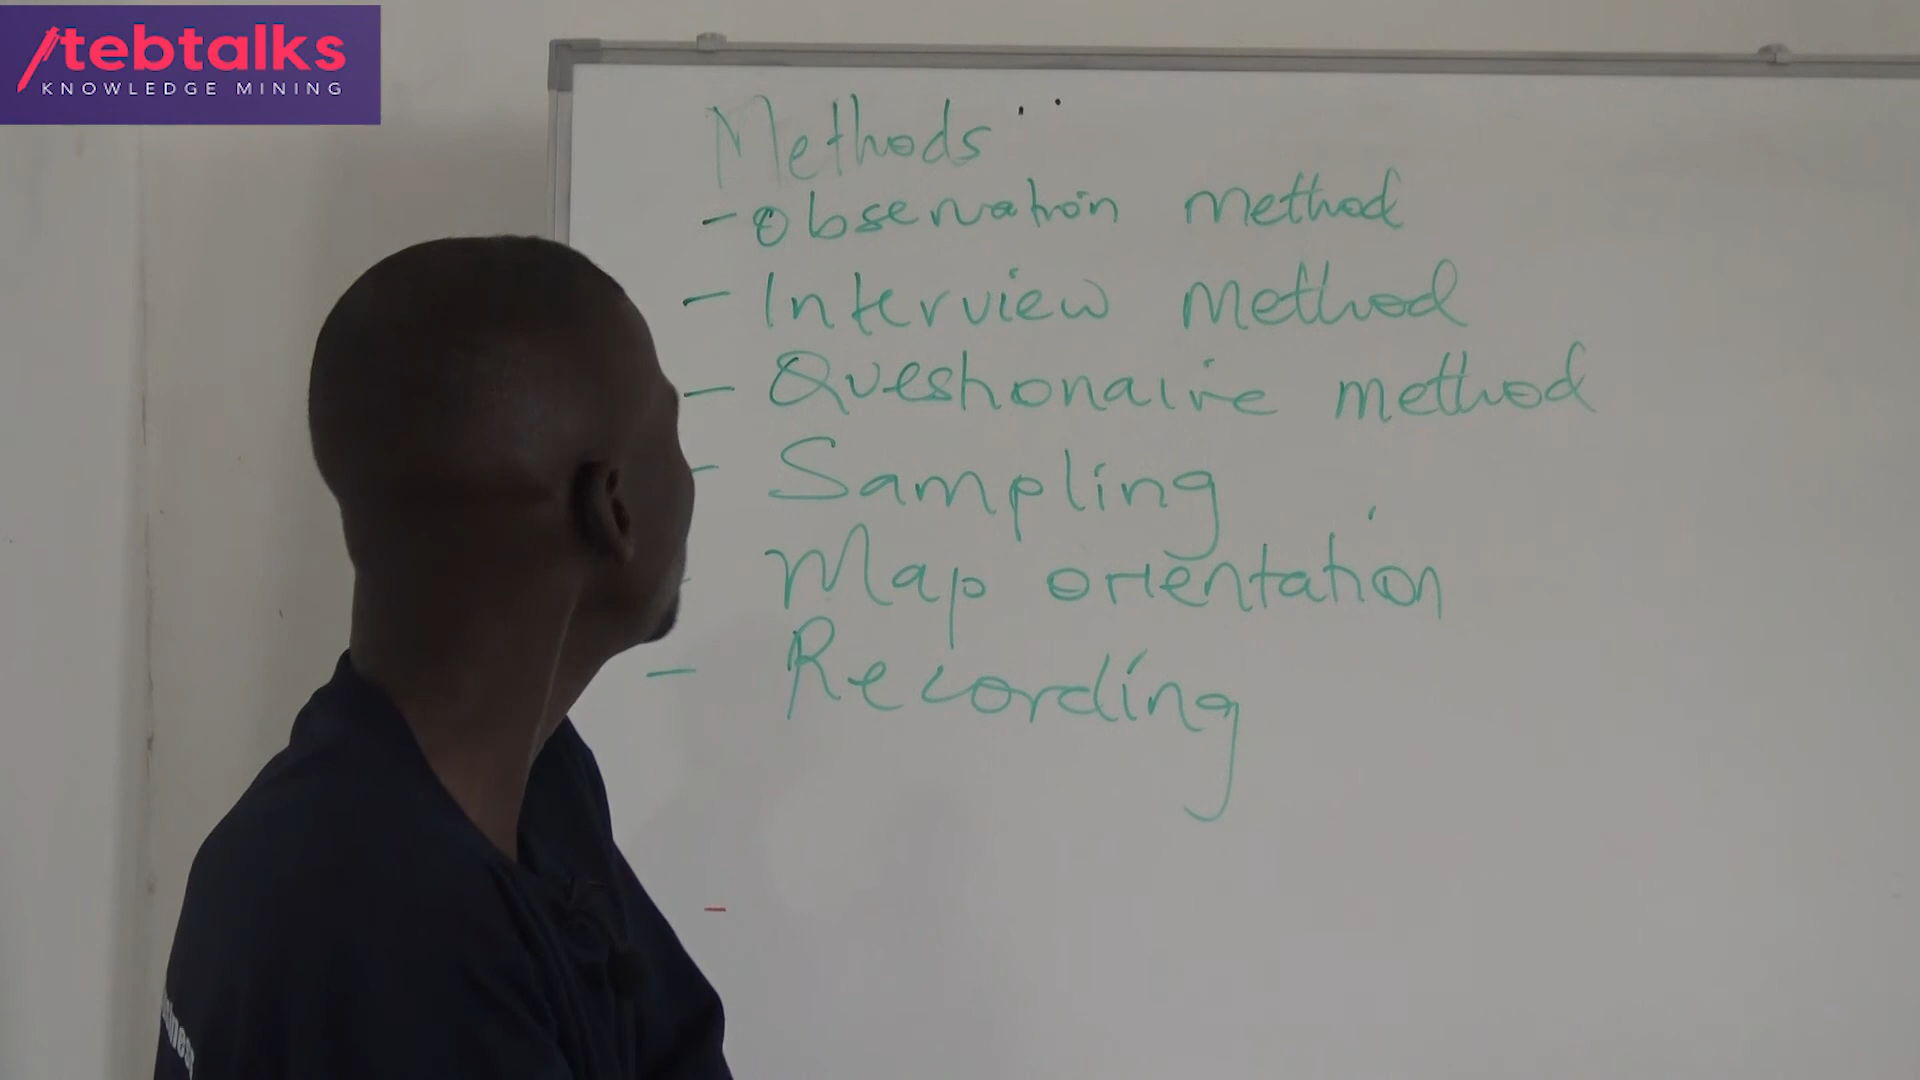 tebtalks
KNOWLEDGE MINING
Methods
- Observation method
- Interview method
- Questionaire method
- Sampling
- Map orientation
- Recording
-